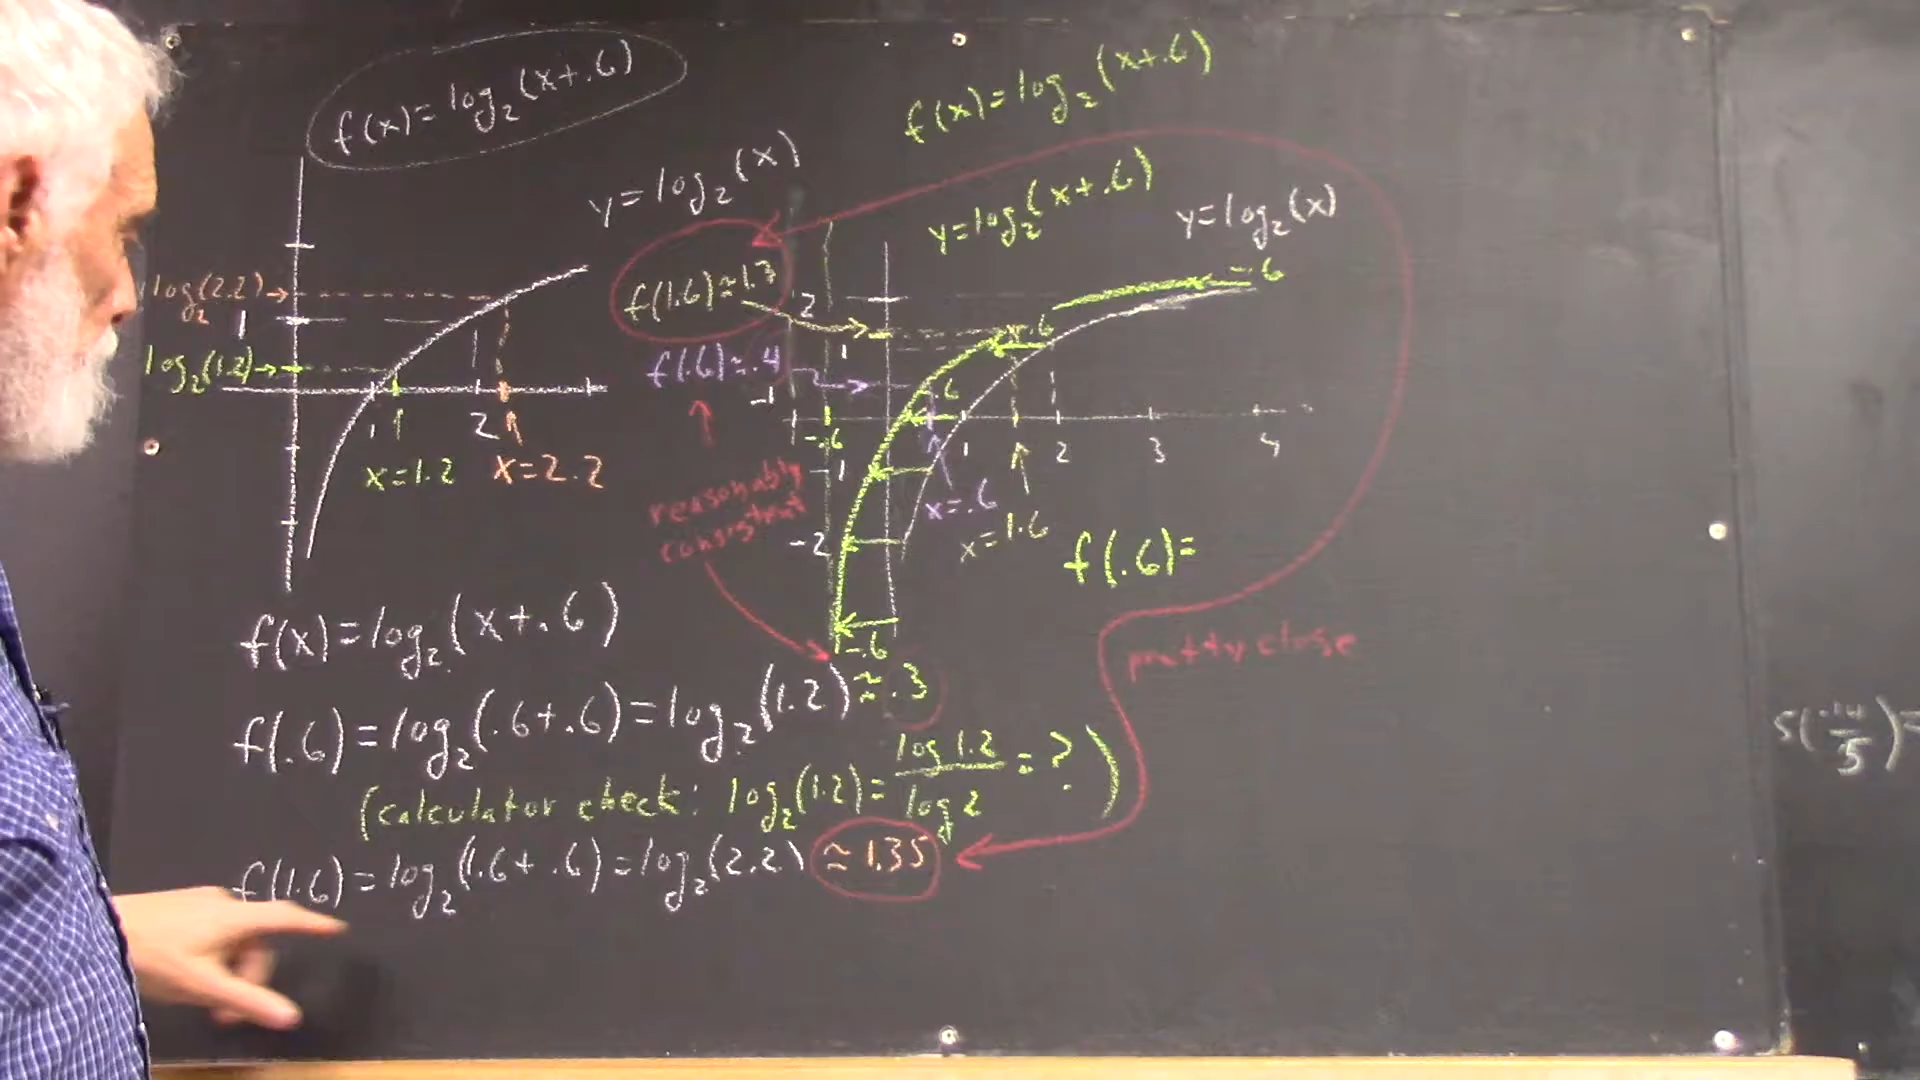 f(x)=log₂(x+.6)
y=log₂(x)
log₂(2.2)
1
log₂(1.2)
1
2
x=1.2
x=2.2
f(x)=log₂(x+.6)
y=log₂(x+.6)
y=log₂(x)
f(1.6)≈1.3
f(.6)≈.4
2
1
-1
-.6
-1
-2
-.6
.6
.6
-.6
1
2
3
4
x=.6
x=1.6
f(.6)=
reasonably
consistent
pretty close
f(x)=log₂(x+.6)
f(.6)=log₂(.6+.6)=log₂(1.2)≈.3
(calculator check: log₂(1.2)=log 1.2/log 2=?)
f(1.6)=log₂(1.6+.6)=log₂(2.2)≈1.35